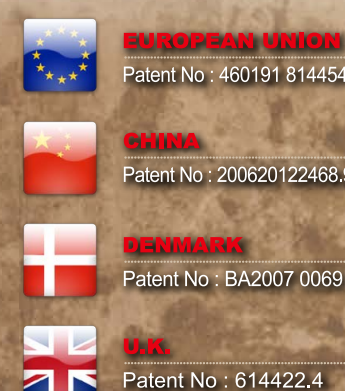 EUROPEAN UNION
Patent No : 460191 814454
CHINA
Patent No : 200620122468.9
DENMARK
Patent No : BA2007 0069
U.K.
Patent No : 614422.4